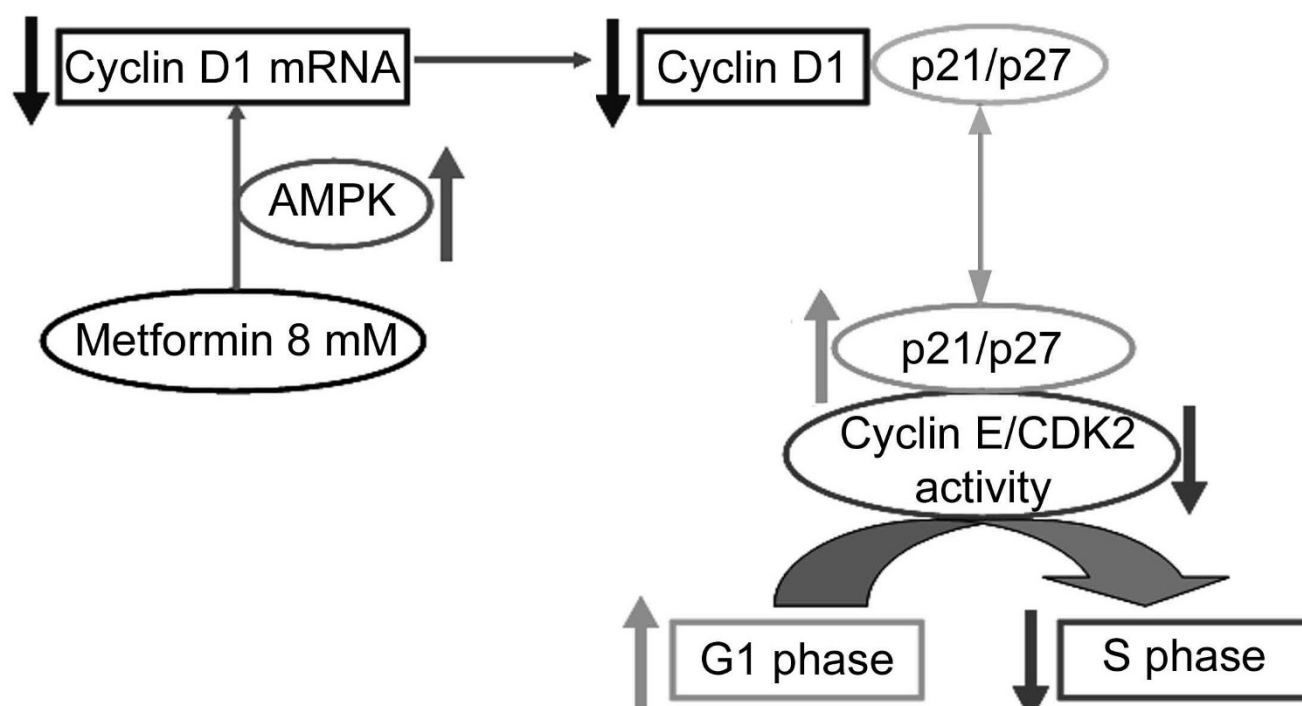 Cyclin D1 mRNA
Cyclin D1
p21/p27
AMPK
Metformin 8 mM
p21/p27
Cyclin E/CDK2
activity
G1 phase
S phase